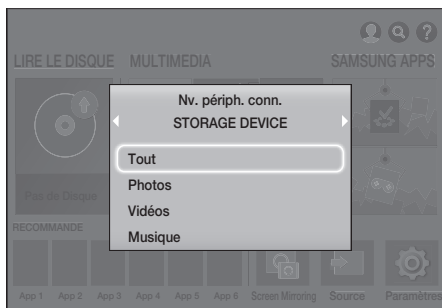 LIRE LE DISQUE MULTIMEDIA SAMSUNG APPS
Nv. périph. conn.
STORAGE DEVICE
Tout
Photos
Vidéos
Musique
Pas de Disque
RECOMMANDE
App 1 App 2 App 3 App 4 App 5 App 6 Screen Mirroring Source Paramètres